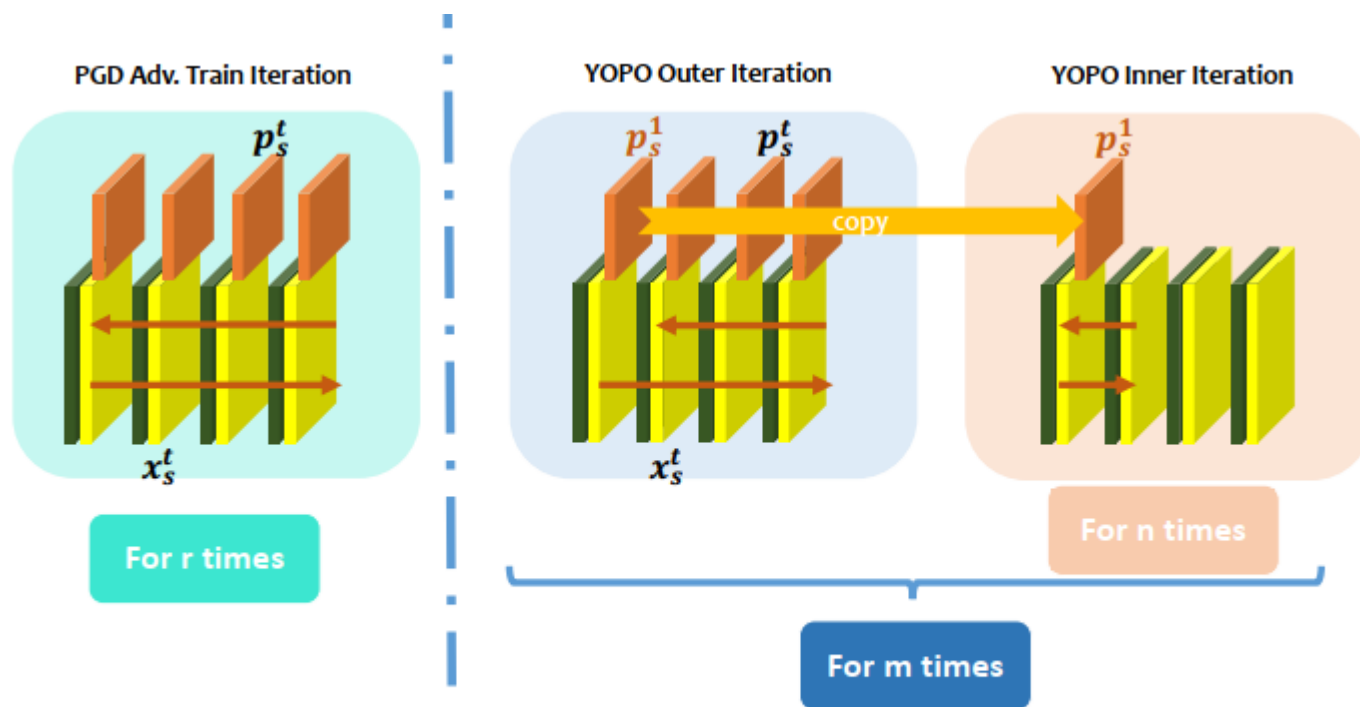 PGD Adv. Train Iteration
p_s^t
x_s^t
For r times
YOPO Outer Iteration
p_s^1
p_s^t
copy
x_s^t
YOPO Inner Iteration
p_s^1
For n times
For m times